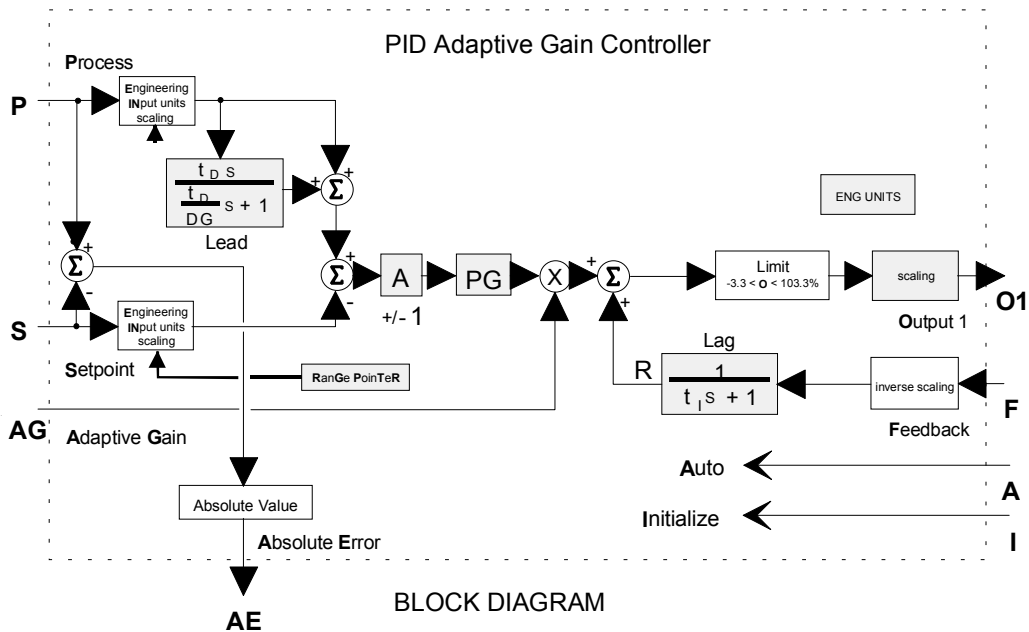 PID Adaptive Gain Controller
Process
P
Engineering
INput units
scaling
t D S
t D
DG
S + 1
Lead
+
+
Σ
ENG UNITS
+
Σ
-
+
Σ
-
A
+/- 1
PG
X
+
Σ
+
Limit
-3.3 < O < 103.3%
scaling
O1
Output 1
S
Engineering
INput units
scaling
Setpoint
RanGe PoinTeR
Lag
R
1
t I S + 1
inverse scaling
F
Feedback
AG
Adaptive Gain
Auto
A
Absolute Value
Initialize
I
Absolute Error
AE
BLOCK DIAGRAM